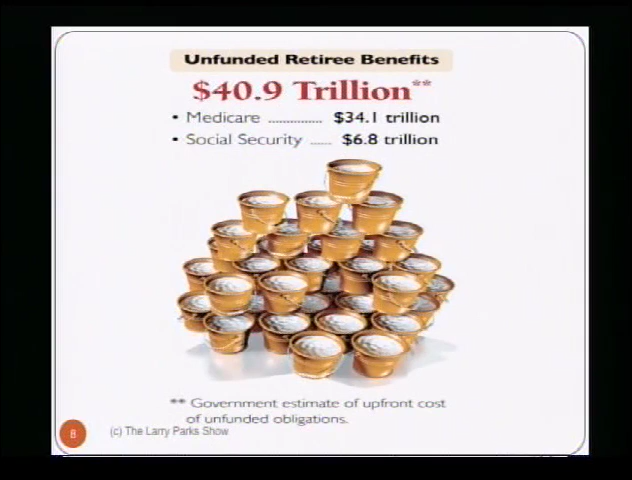 Unfunded Retiree Benefits
$40.9 Trillion**
• Medicare .............. $34.1 trillion
• Social Security ...... $6.8 trillion
** Government estimate of upfront cost
of unfunded obligations.
8 (c) The Larry Parks Show